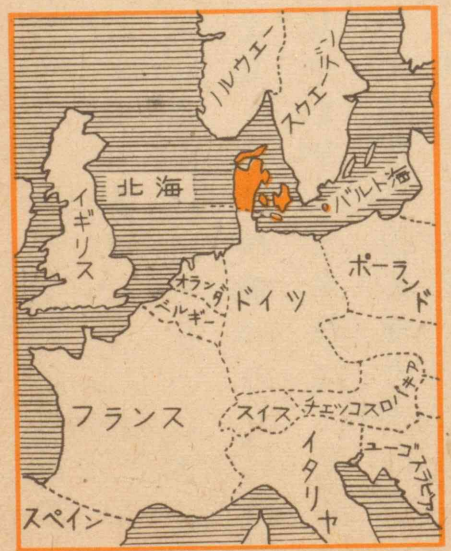 ノルウェー
スウェーデン
北海
バルト海
イギリス
オランダ
ベルギー
ドイツ
ポーランド
フランス
スイス
チェッコスロバキア
イタリヤ
ユーゴスラビア
スペイン